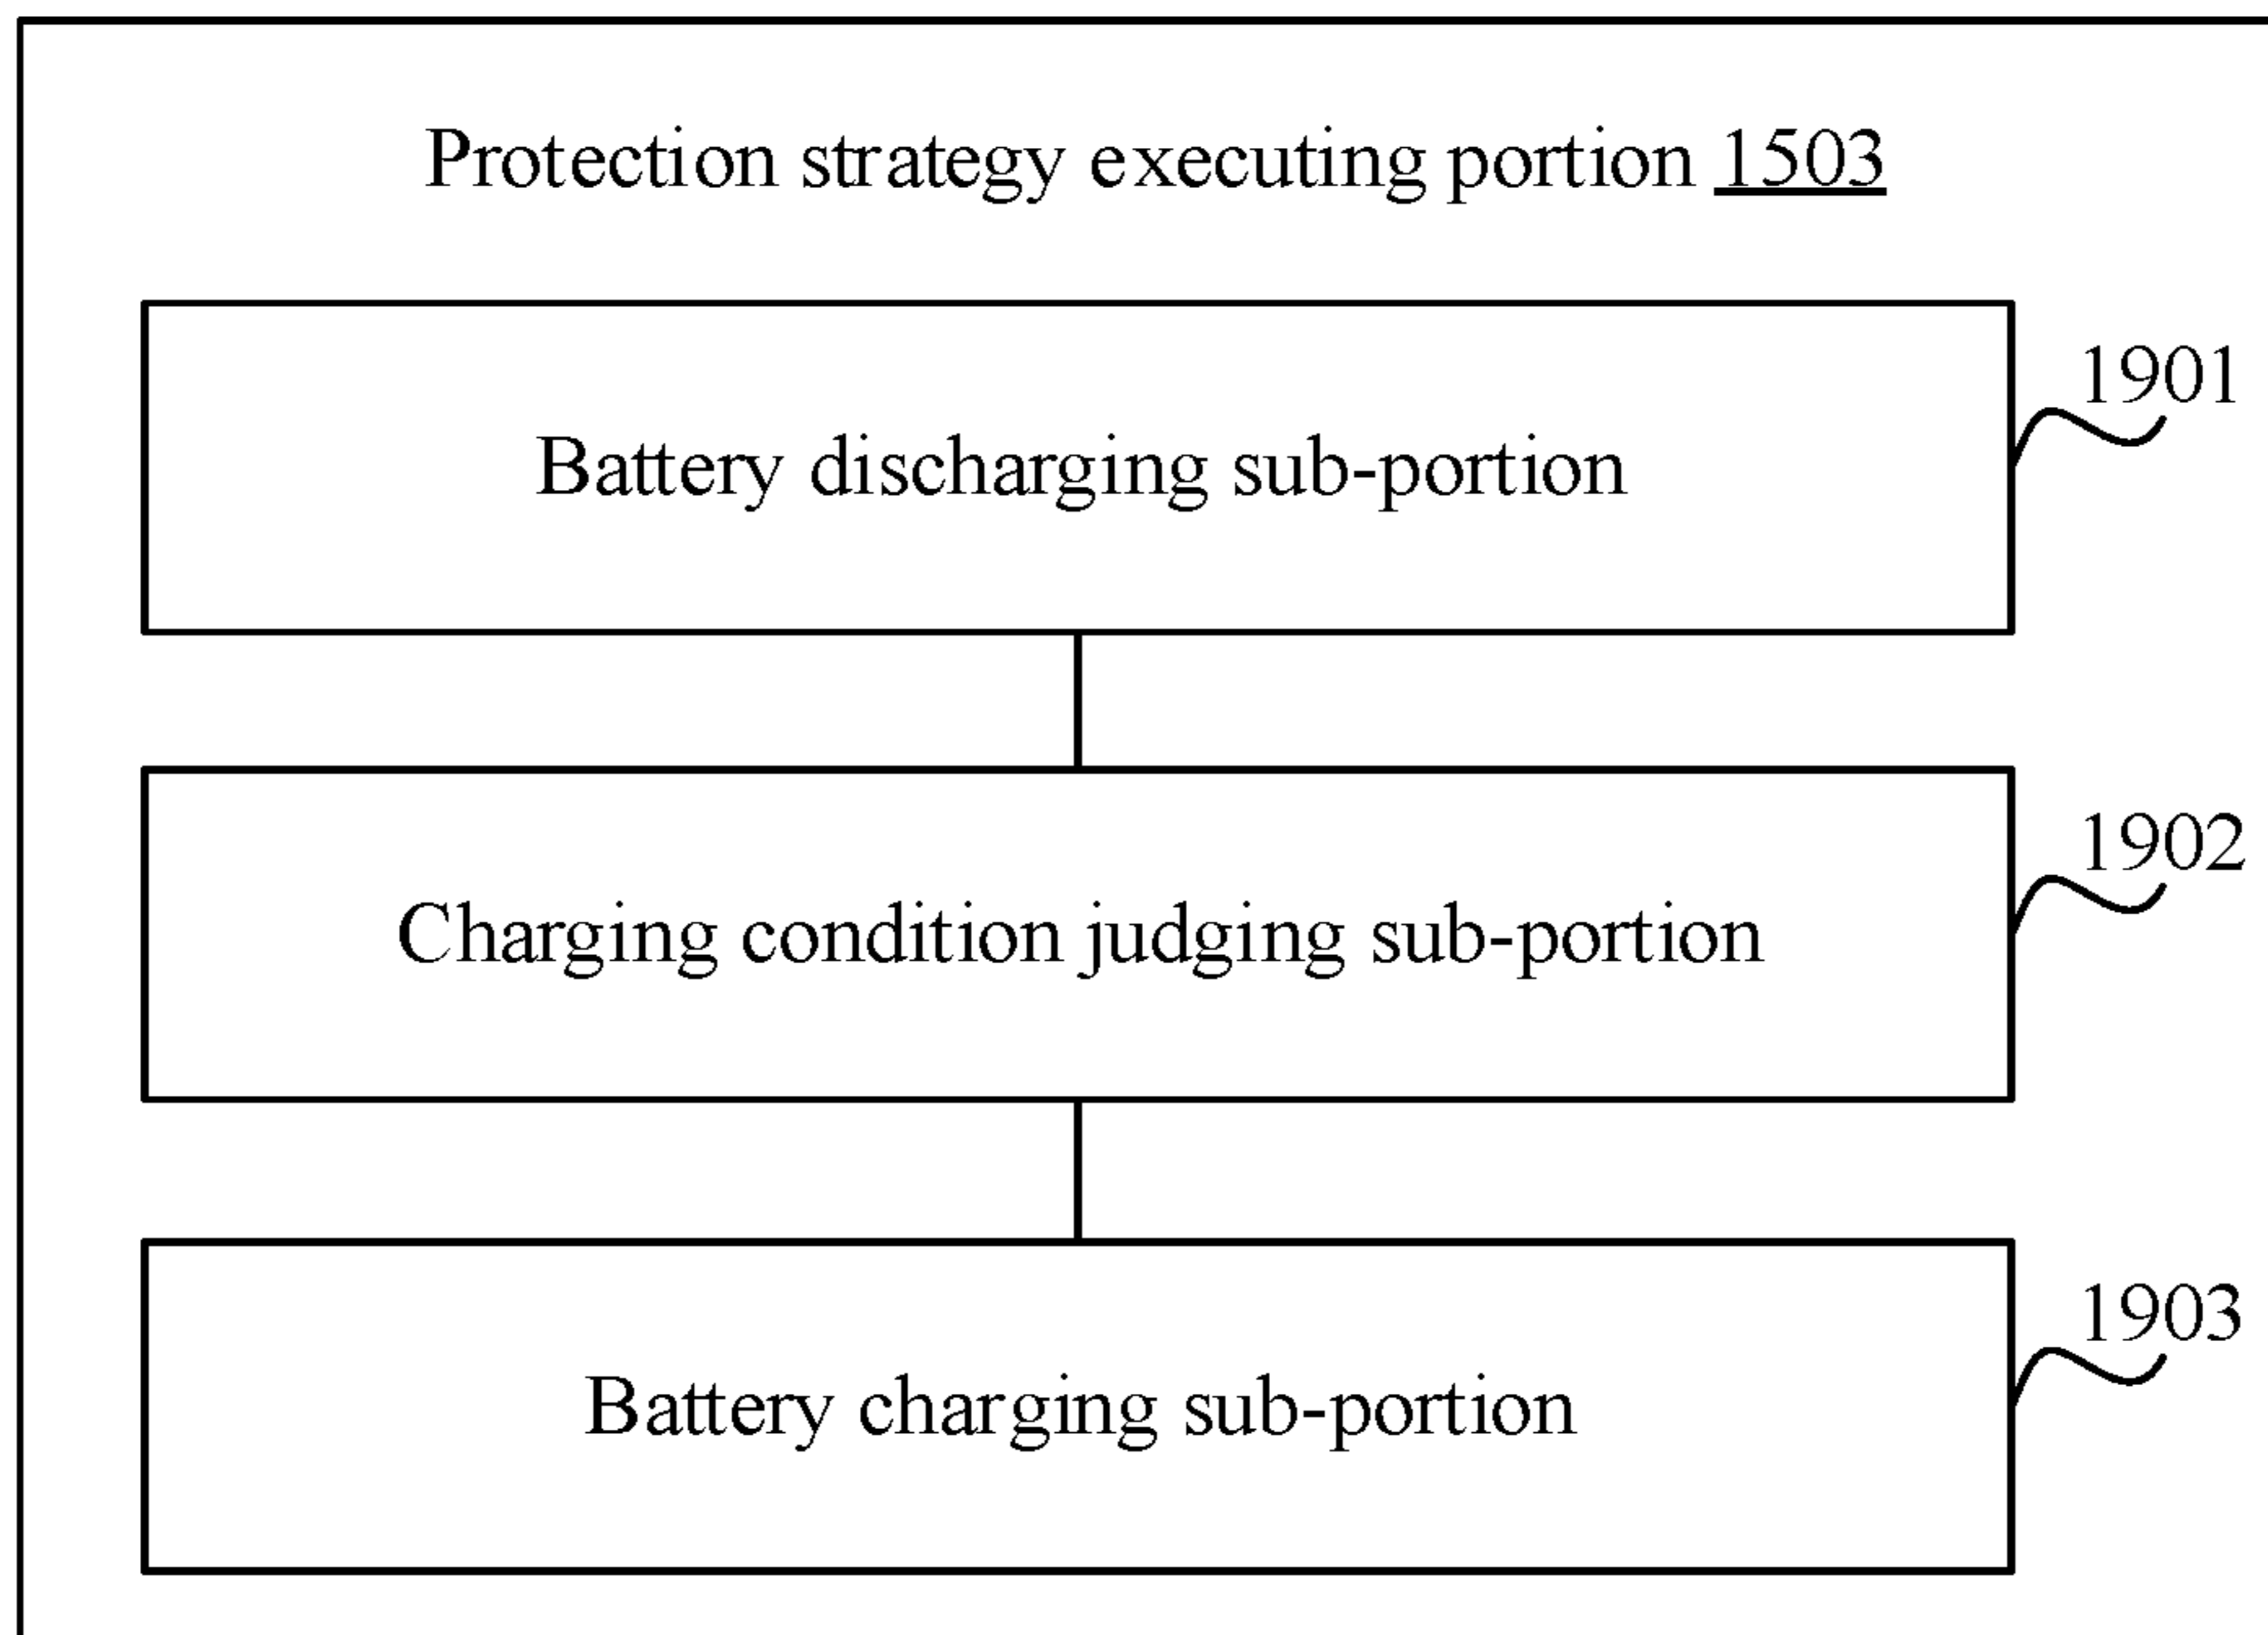 Protection strategy executing portion 1503
1901
Battery discharging sub-portion
1902
Charging condition judging sub-portion
1903
Battery charging sub-portion